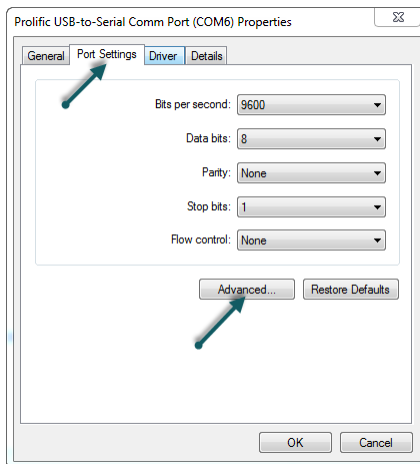 Prolific USB-to-Serial Comm Port (COM6) Properties
General Port Settings Driver Details
Bits per second: 9600
Data bits: 8
Parity: None
Stop bits: 1
Flow control: None
Advanced... Restore Defaults
OK Cancel